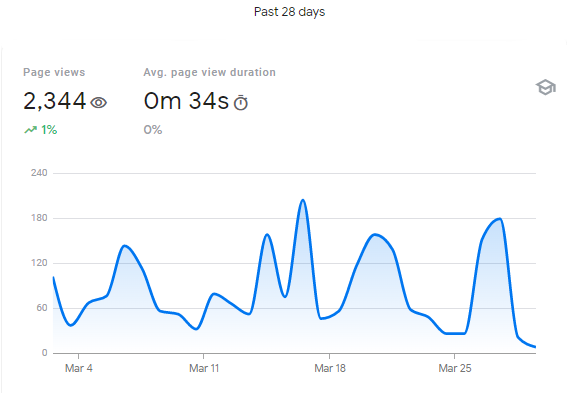 Past 28 days
Page views
Avg. page view duration
2,344
0m 34s
1%
0%
240
180
120
60
0
Mar 4
Mar 11
Mar 18
Mar 25